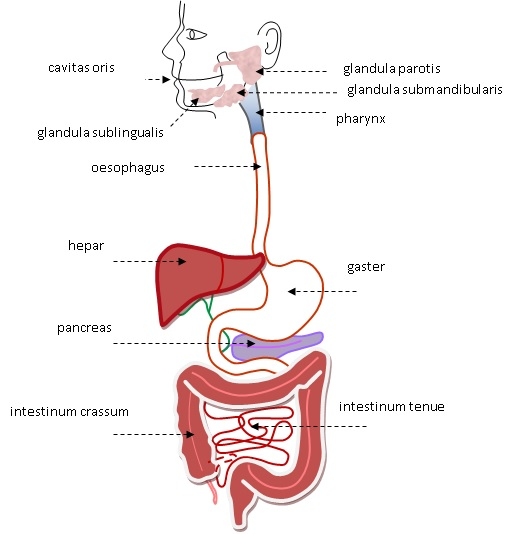 cavitas oris
glandula parotis
glandula submandibularis
pharynx
glandula sublingualis
oesophagus
hepar
gaster
pancreas
intestinum crassum
intestinum tenue